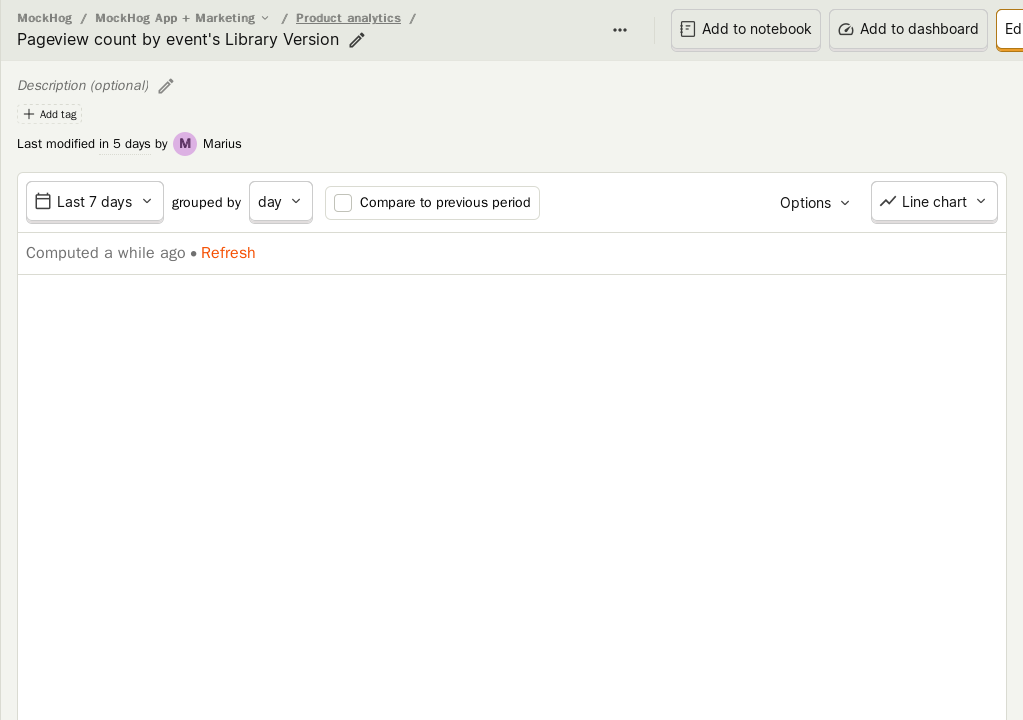 MockHog / MockHog App + Marketing / Product analytics /
Pageview count by event's Library Version
Add to notebook
Add to dashboard
Ed
Description (optional)
Add tag
Last modified in 5 days by M Marius
Last 7 days grouped by day Compare to previous period Options Line chart
Computed a while ago • Refresh